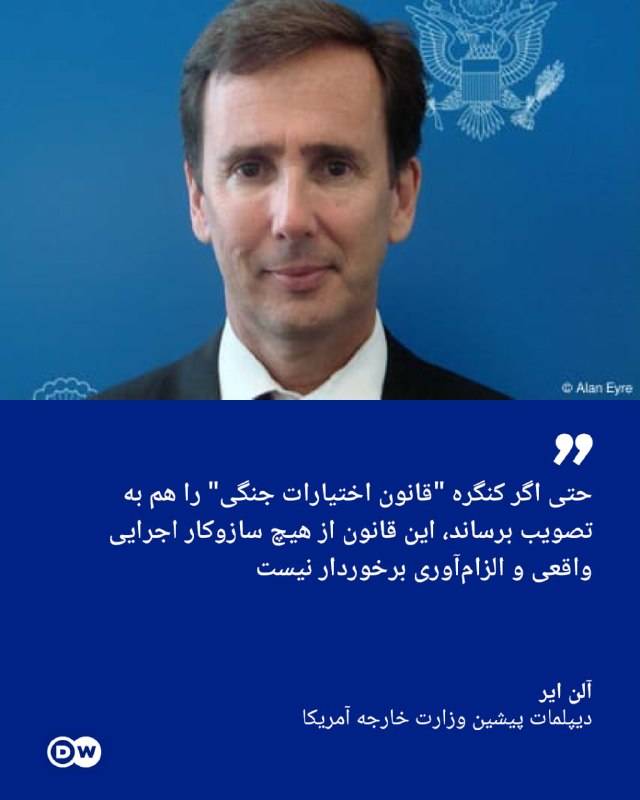 © Alan Eyre
حتی اگر کنگره "قانون اختیارات جنگی" را هم به
تصویب برساند، این قانون از هیچ سازوکار اجرایی
واقعی و الزام‌آوری برخوردار نیست
آلن ایر
دیپلمات پیشین وزارت خارجه آمریکا
DW